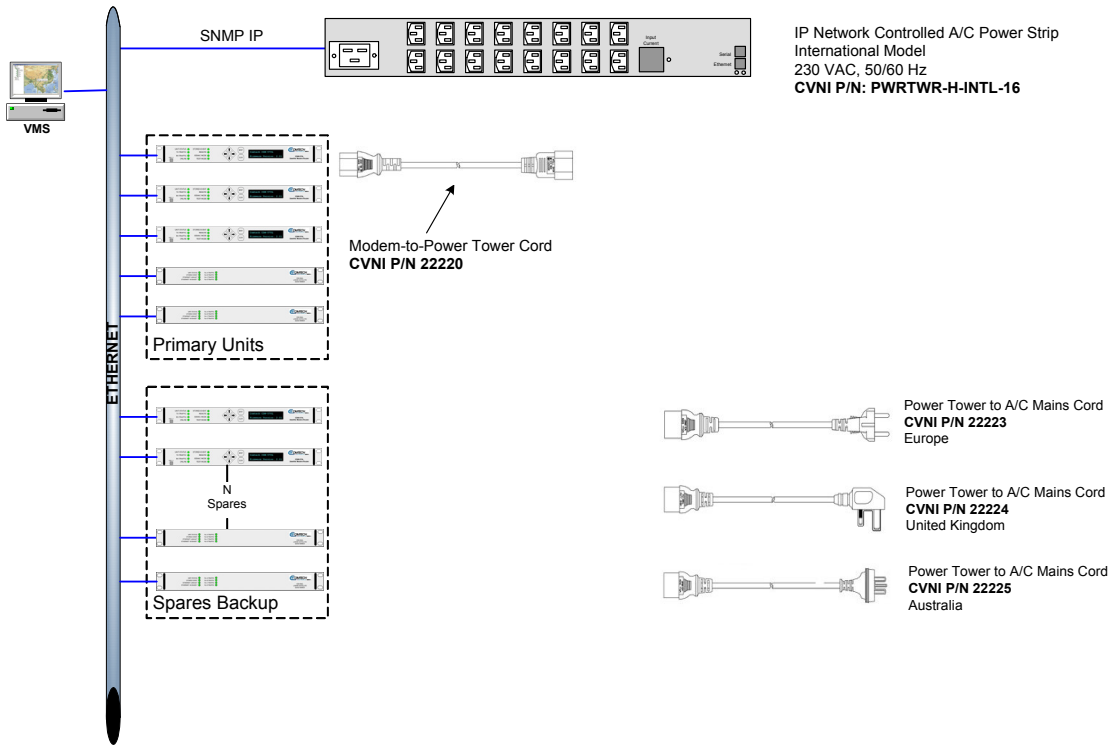 SNMP IP
Input
Current
Serial
Ethernet
IP Network Controlled A/C Power Strip
International Model
230 VAC, 50/60 Hz
CVNI P/N: PWRTWR-H-INTL-16
VMS
Modem-to-Power Tower Cord
CVNI P/N 22220
Primary Units
ETHERNET
N
Spares
Spares Backup
Power Tower to A/C Mains Cord
CVNI P/N 22223
Europe
Power Tower to A/C Mains Cord
CVNI P/N 22224
United Kingdom
Power Tower to A/C Mains Cord
CVNI P/N 22225
Australia